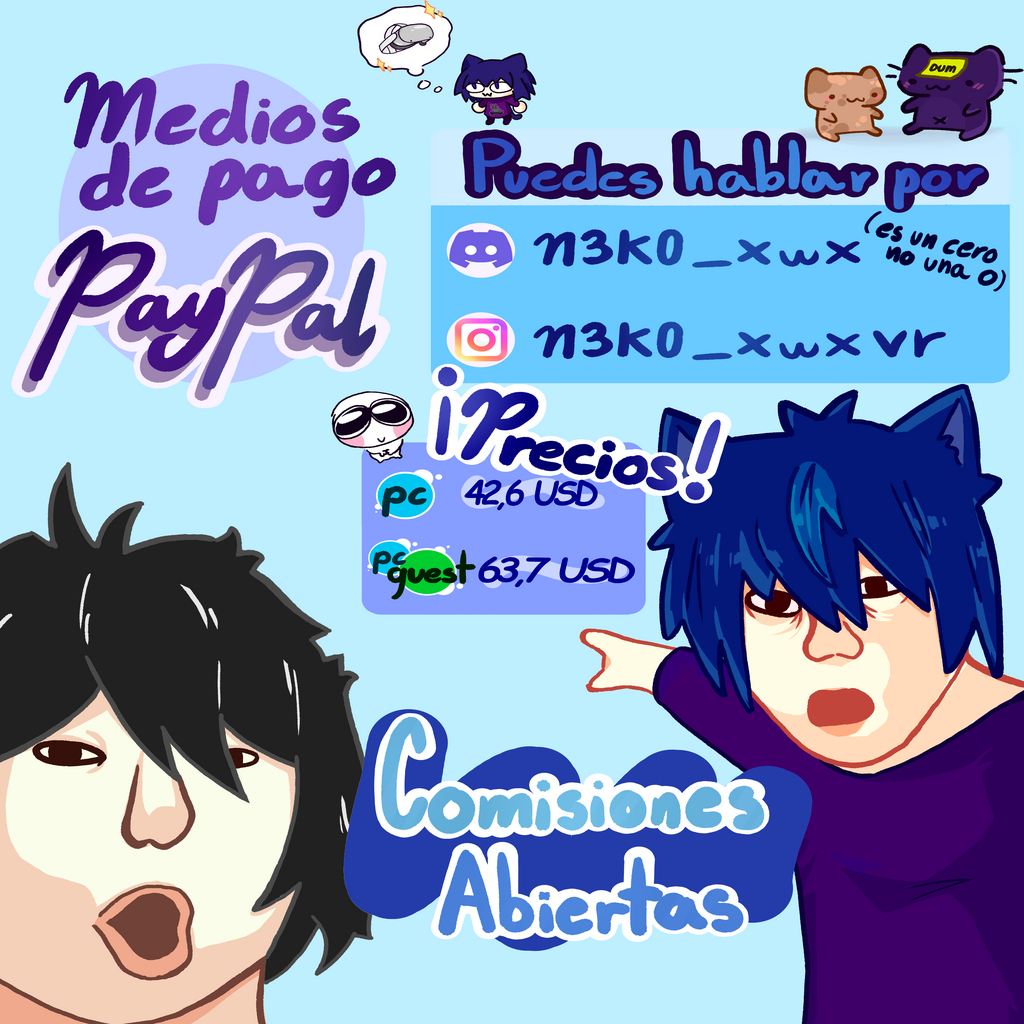 Medios
de pago
PayPal
DUM
Puedes hablar por
n3k0_xwx (es un cero
no una o)
n3k0_xwxvr
¡Precios!
pc 42,6 USD
pc quest 63,7 USD
Comisiones
Abiertas